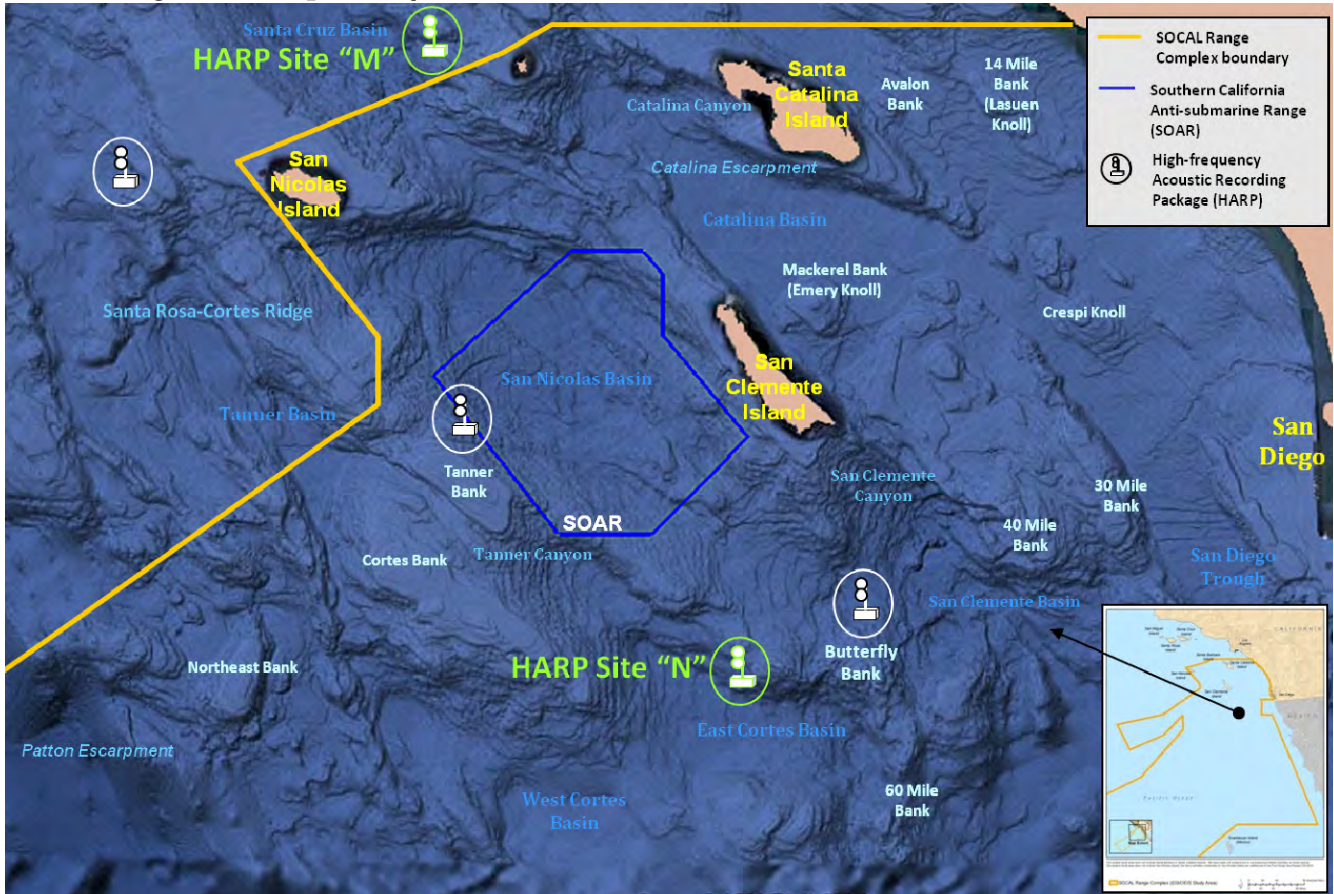 Santa Cruz Basin
HARP Site “M”
SOCAL Range
Complex boundary
Southern California
Anti-submarine Range
(SOAR)
High-frequency
Acoustic Recording
Package (HARP)
Santa
Catalina
Island
Catalina Canyon
Avalon
Bank
14 Mile
Bank
(Lasuen
Knoll)
Catalina Escarpment
San
Nicolas
Island
Catalina Basin
Mackerel Bank
(Emery Knoll)
Crespi Knoll
Santa Rosa-Cortes Ridge
San Nicolas Basin
San
Clemente
Island
Tanner Basin
San
Diego
Tanner
Bank
San Clemente
Canyon
30 Mile
Bank
SOAR
40 Mile
Bank
Cortes Bank
Tanner Canyon
San Diego
Trough
San Clemente Basin
Butterfly
Bank
HARP Site “N”
Northeast Bank
East Cortes Basin
Patton Escarpment
West Cortes
Basin
60 Mile
Bank
CALIFORNIA
MEXICO
Pacific Ocean